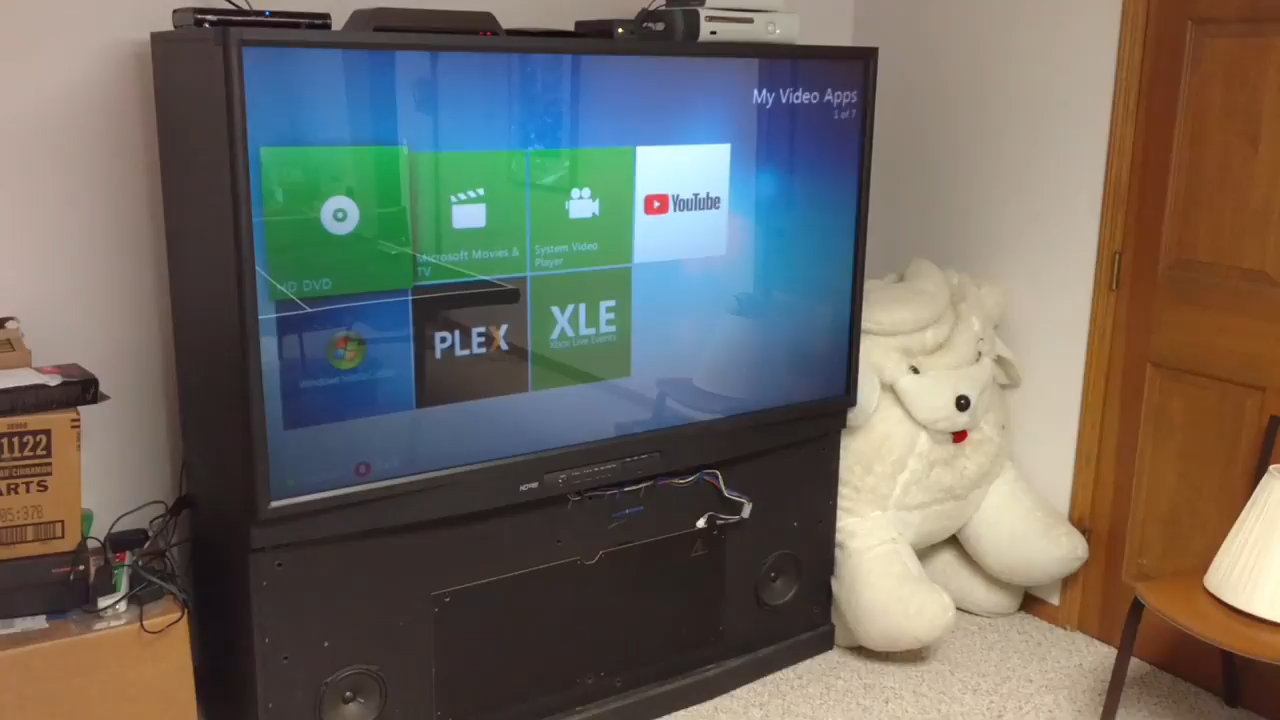 My Video Apps
1 of 7
HD DVD
Microsoft Movies &
TV
System Video
Player
YouTube
PLEX
XLE
Xbox Live Events
1122
ARTS